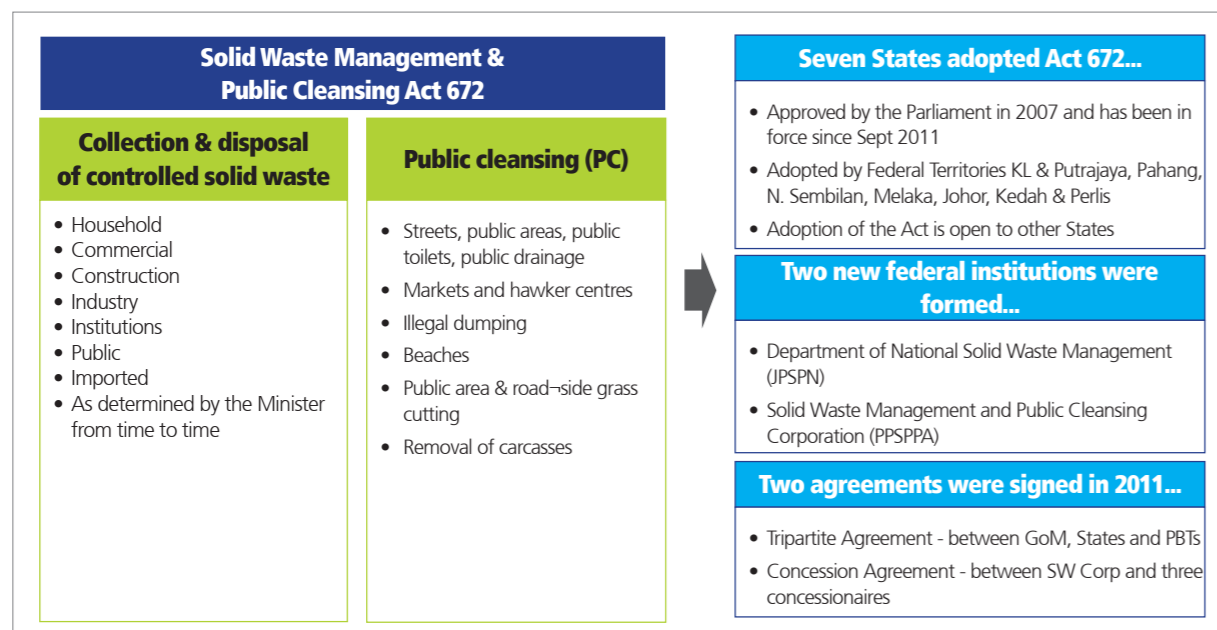 Solid Waste Management &
Public Cleansing Act 672
Collection & disposal
of controlled solid waste
• Household
• Commercial
• Construction
• Industry
• Institutions
• Public
• Imported
• As determined by the Minister
from time to time
Public cleansing (PC)
• Streets, public areas, public
toilets, public drainage
• Markets and hawker centres
• Illegal dumping
• Beaches
• Public area & road¬side grass
cutting
• Removal of carcasses
Seven States adopted Act 672...
• Approved by the Parliament in 2007 and has been in
force since Sept 2011
• Adopted by Federal Territories KL & Putrajaya, Pahang,
N. Sembilan, Melaka, Johor, Kedah & Perlis
• Adoption of the Act is open to other States
Two new federal institutions were
formed...
• Department of National Solid Waste Management
(JPSPN)
• Solid Waste Management and Public Cleansing
Corporation (PPSPPA)
Two agreements were signed in 2011...
• Tripartite Agreement - between GoM, States and PBTs
• Concession Agreement - between SW Corp and three
concessionaires